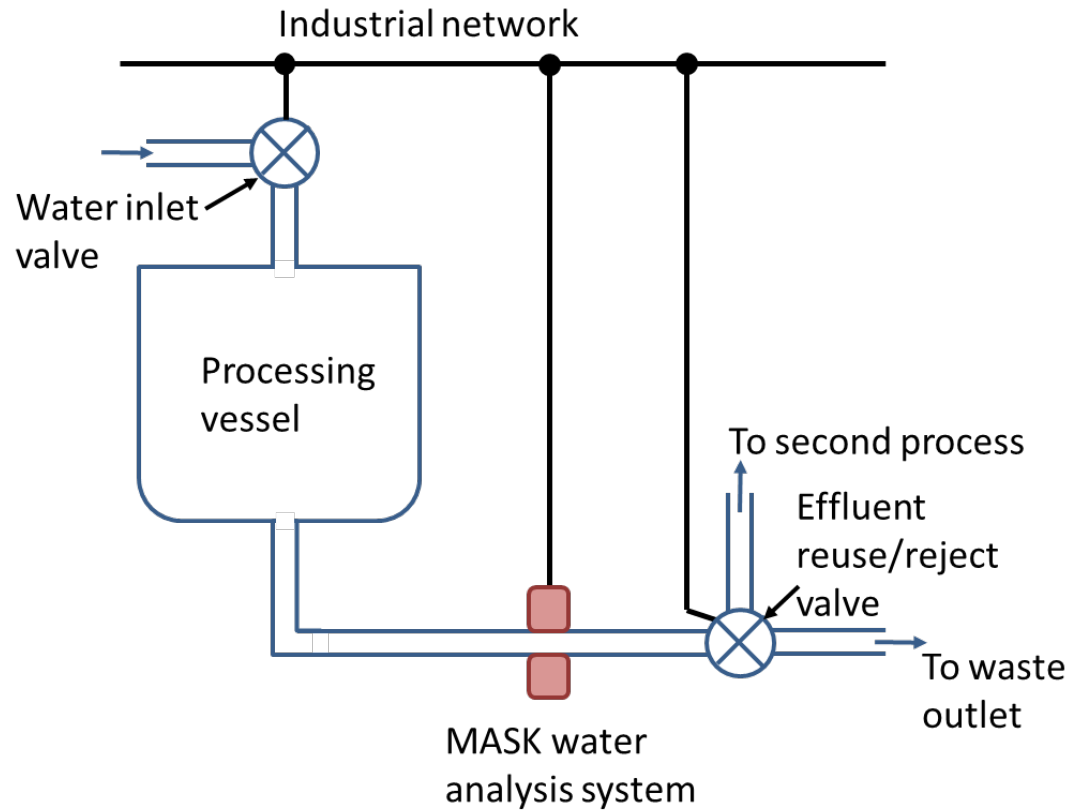 Industrial network
Water inlet
valve
Processing
vessel
To second process
Effluent
reuse/reject
valve
To waste
outlet
MASK water
analysis system